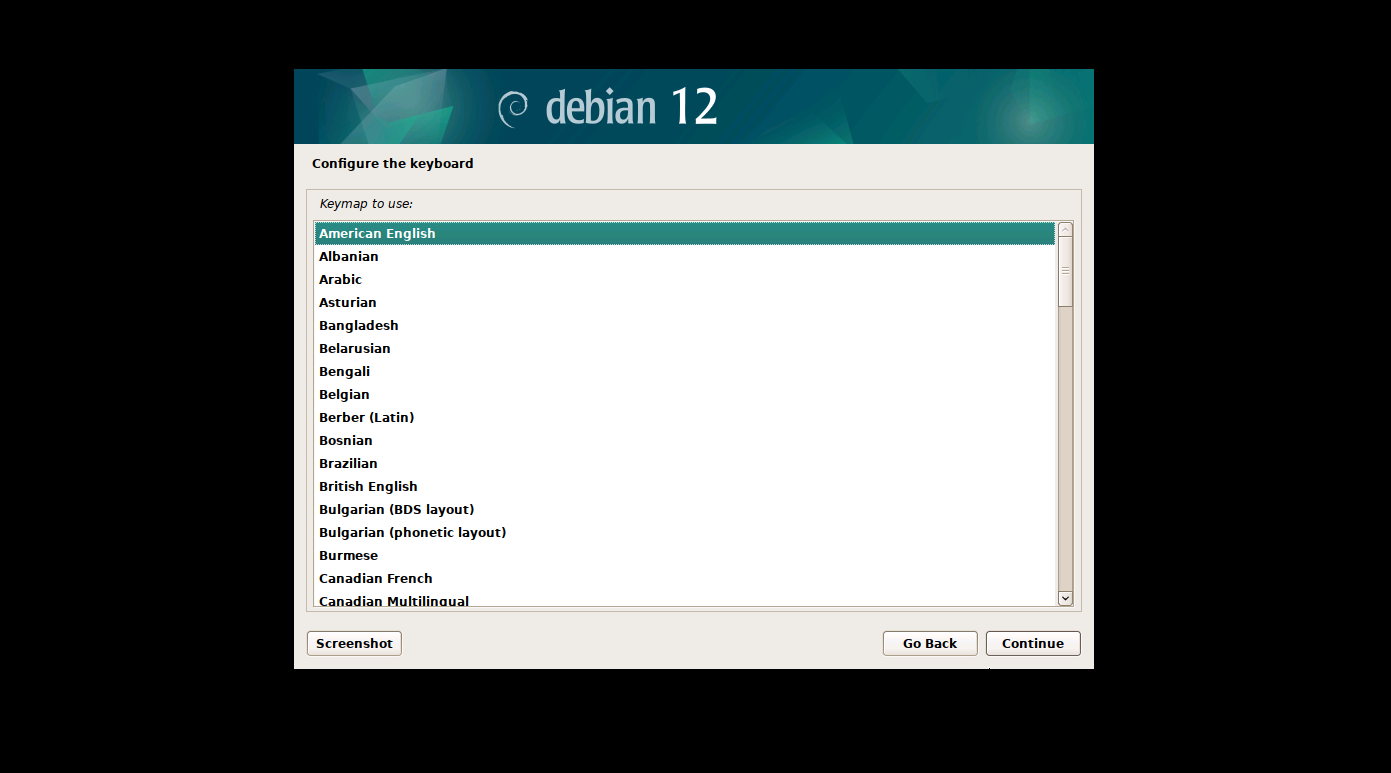 debian 12
Configure the keyboard
Keymap to use:
American English
Albanian
Arabic
Asturian
Bangladesh
Belarusian
Bengali
Belgian
Berber (Latin)
Bosnian
Brazilian
British English
Bulgarian (BDS layout)
Bulgarian (phonetic layout)
Burmese
Canadian French
Canadian Multilingual
Screenshot Go Back Continue